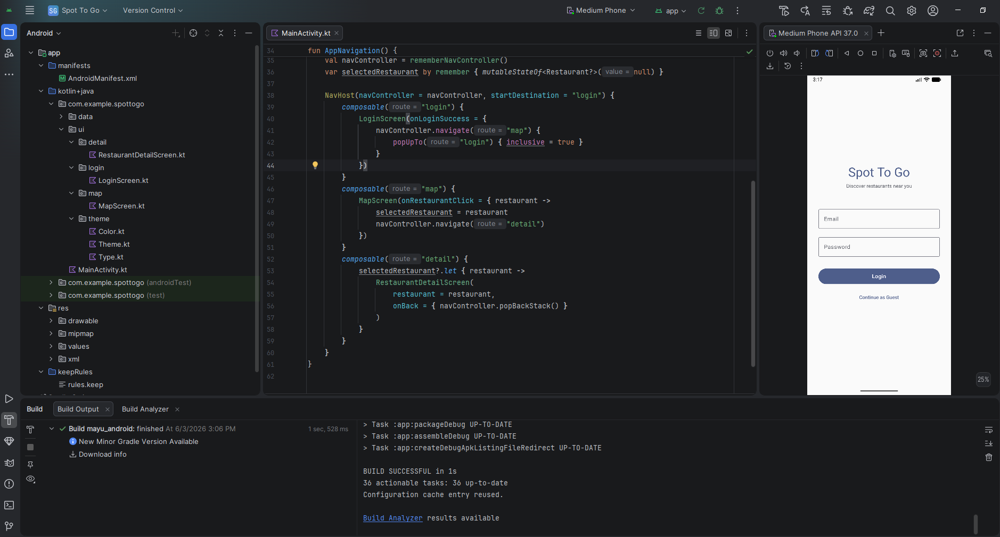 SG Spot To Go
Version Control
Medium Phone
app
Android
app
manifests
AndroidManifest.xml
kotlin+java
com.example.spottogo
data
ui
detail
RestaurantDetailScreen.kt
login
LoginScreen.kt
map
MapScreen.kt
theme
Color.kt
Theme.kt
Type.kt
MainActivity.kt
com.example.spottogo (androidTest)
com.example.spottogo (test)
res
drawable
mipmap
values
xml
keepRules
rules.keep
MainActivity.kt
34 fun AppNavigation() {
35 val navController = rememberNavController()
36 var selectedRestaurant by remember { mutableStateOf<Restaurant?>( value = null) }
37
38 NavHost(navController = navController, startDestination = "login") {
39 composable( route = "login") {
40 LoginScreen(onLoginSuccess = {
41 navController.navigate( route = "map") {
42 popUpTo( route = "login") { inclusive = true }
43 }
44 })
45 }
46 composable( route = "map") {
47 MapScreen(onRestaurantClick = { restaurant ->
48 selectedRestaurant = restaurant
49 navController.navigate( route = "detail")
50 })
51 }
52 composable( route = "detail") {
53 selectedRestaurant?.let { restaurant ->
54 RestaurantDetailScreen(
55 restaurant = restaurant,
56 onBack = { navController.popBackStack() }
57 )
58 }
59 }
60 }
61 }
62
Medium Phone API 37.0
3:17
Spot To Go
Discover restaurants near you
Email
Password
Login
Continue as Guest
25%
Build
Build Output
Build Analyzer
Build mayu_android: finished At 6/3/2026 3:06 PM 1 sec, 528 ms
New Minor Gradle Version Available
Download info
> Task :app:packageDebug UP-TO-DATE
> Task :app:assembleDebug UP-TO-DATE
> Task :app:createDebugApkListingFileRedirect UP-TO-DATE
BUILD SUCCESSFUL in 1s
36 actionable tasks: 36 up-to-date
Configuration cache entry reused.
Build Analyzer results available